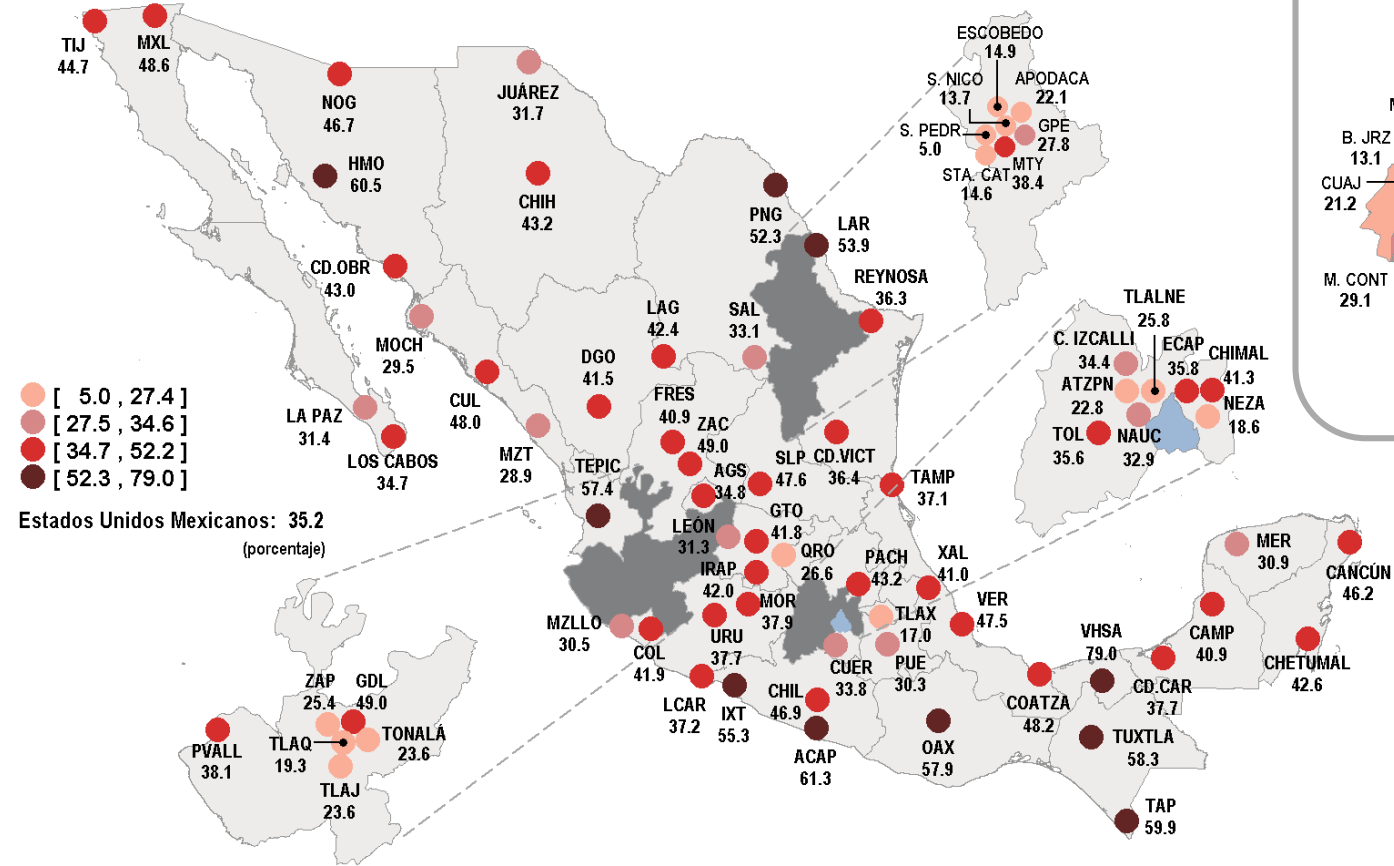 TIJ
44.7
MXL
48.6
NOG
46.7
HMO
60.5
JUÁREZ
31.7
CHIH
43.2
CD.OBR
43.0
MOCH
29.5
LA PAZ
31.4
LOS CABOS
34.7
CUL
48.0
MZT
28.9
DGO
41.5
LAG
42.4
SAL
33.1
PNG
52.3
LAR
53.9
REYNOSA
36.3
FRES
40.9
ZAC
49.0
TEPIC
57.4
AGS
34.8
SLP
47.6
CD.VICT
36.4
TAMP
37.1
LEÓN
31.3
GTO
41.8
QRO
26.6
IRAP
42.0
PACH
43.2
XAL
41.0
MOR
37.9
URU
37.7
TLAX
17.0
VER
47.5
MZLLO
30.5
COL
41.9
LCAR
37.2
IXT
55.3
CUER
33.8
PUE
30.3
CHIL
46.9
ACAP
61.3
OAX
57.9
COATZA
48.2
VHSA
79.0
CD.CAR
37.7
TUXTLA
58.3
TAP
59.9
CAMP
40.9
MER
30.9
CANCÚN
46.2
CHETUMAL
42.6
ESCOBEDO
14.9
S. NICO
13.7
APODACA
22.1
S. PEDR
5.0
GPE
27.8
STA. CAT
14.6
MTY
38.4
B. JRZ
13.1
CUAJ
21.2
M. CONT
29.1
TLALNE
25.8
C. IZCALLI
34.4
ECAP
35.8
CHIMAL
41.3
ATZPN
22.8
NEZA
18.6
TOL
35.6
NAUC
32.9
[ 5.0 , 27.4 ]
[ 27.5 , 34.6 ]
[ 34.7 , 52.2 ]
[ 52.3 , 79.0 ]
Estados Unidos Mexicanos: 35.2
(porcentaje)
ZAP
25.4
GDL
49.0
PVALL
38.1
TLAQ
19.3
TONALÁ
23.6
TLAJ
23.6